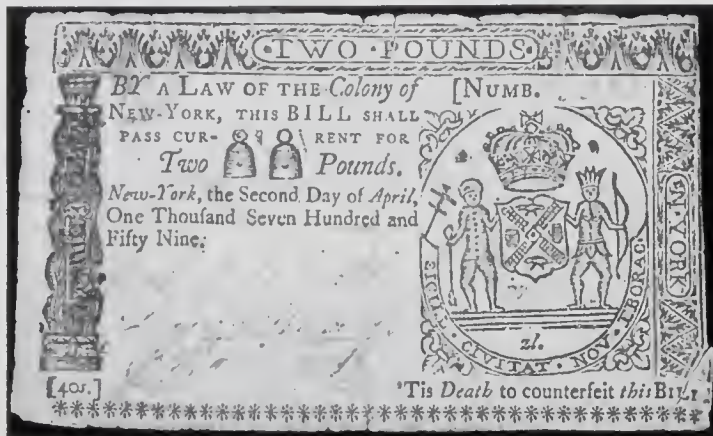 ·TWO·POUNDS·
BY A LAW OF THE Colony of
NEW-YORK, THIS BILL SHALL
PASS CUR- RENT FOR
Two Pounds.
New-York, the Second Day of April,
One Thouſand Seven Hundred and
Fifty Nine.
[NUMB.
SIGILL. CIVITAT. NOV. EBORAC.
2l.
N·YORK
[40s.]
'Tis Death to counterfeit this BILL